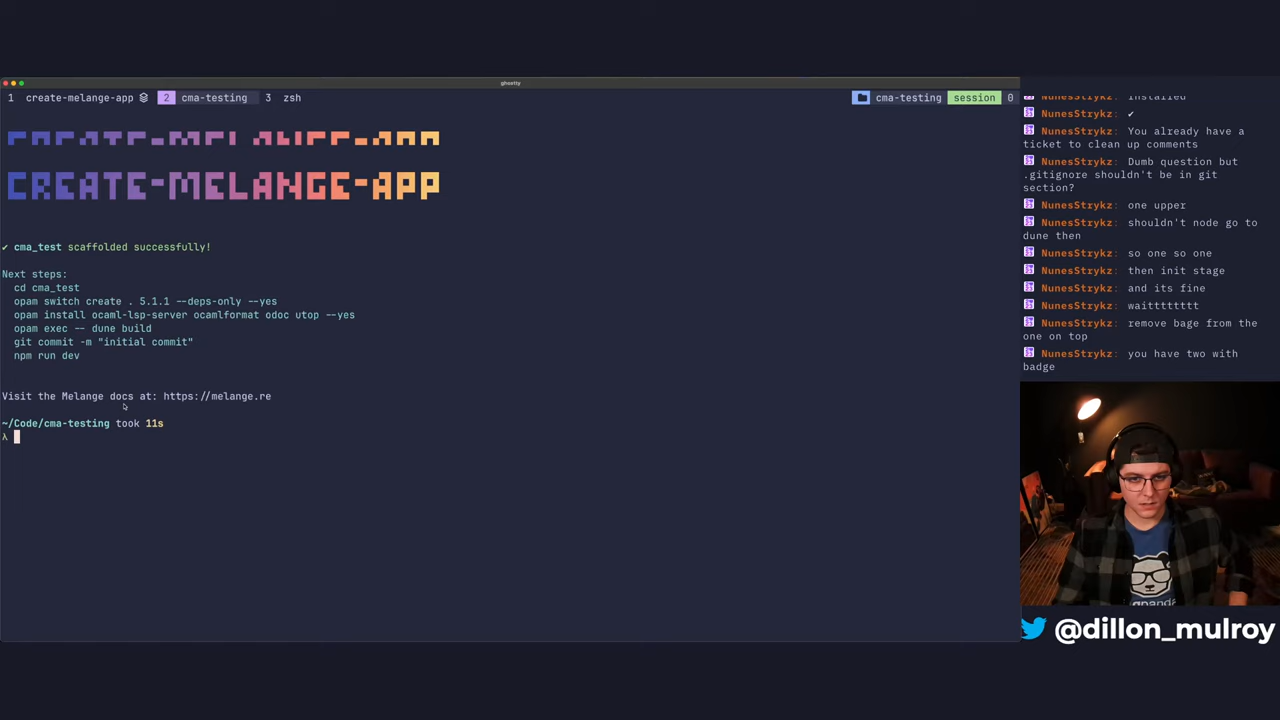 ghostty
1 create-melange-app 2 cma-testing 3 zsh
cma-testing session 0
CREATE-MELANGE-APP
✔ cma_test scaffolded successfully!
Next steps:
cd cma_test
opam switch create . 5.1.1 --deps-only --yes
opam install ocaml-lsp-server ocamlformat odoc utop --yes
opam exec -- dune build
git commit -m "initial commit"
npm run dev
Visit the Melange docs at: https://melange.re
~/Code/cma-testing took 11s
λ
NunesStrykz: installed
NunesStrykz: ✔
NunesStrykz: You already have a
ticket to clean up comments
NunesStrykz: Dumb question but
.gitignore shouldn't be in git
section?
NunesStrykz: one upper
NunesStrykz: shouldn't node go to
dune then
NunesStrykz: so one so one
NunesStrykz: then init stage
NunesStrykz: and its fine
NunesStrykz: waitttttttt
NunesStrykz: remove bage from the
one on top
NunesStrykz: you have two with
badge
@dillon_mulroy